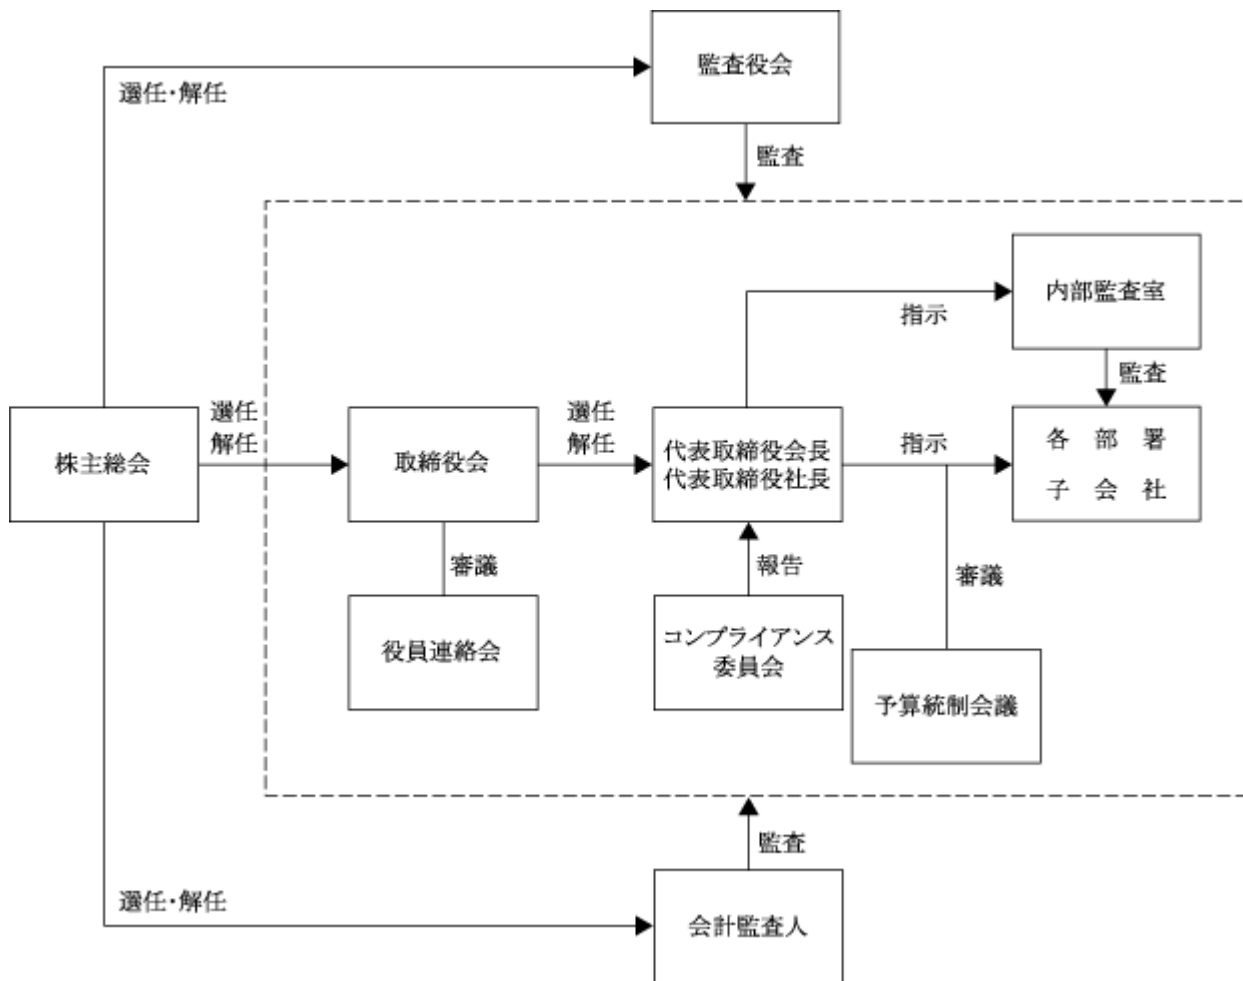 監査役会
選任・解任
監査
内部監査室
指示
監査
選任
解任
選任
解任
株主総会
取締役会
代表取締役会長
代表取締役社長
指示
各部署
子会社
審議
報告
審議
役員連絡会
コンプライアンス
委員会
予算統制会議
監査
選任・解任
会計監査人